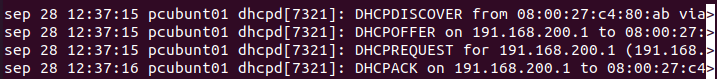 sep 28 12:37:15 pcubunt01 dhcpd[7321]: DHCPDISCOVER from 08:00:27:c4:80:ab via>
sep 28 12:37:15 pcubunt01 dhcpd[7321]: DHCPOFFER on 191.168.200.1 to 08:00:27:>
sep 28 12:37:15 pcubunt01 dhcpd[7321]: DHCPREQUEST for 191.168.200.1 (191.168.>
sep 28 12:37:16 pcubunt01 dhcpd[7321]: DHCPACK on 191.168.200.1 to 08:00:27:c4>